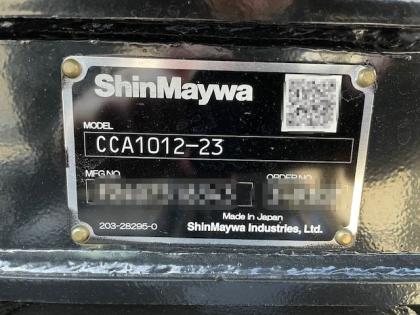 ShinMaywa
MODEL
CCA1012-23
MFG NO
ORDER NO
Made in Japan
203-28295-0
ShinMaywa Industries, Ltd.